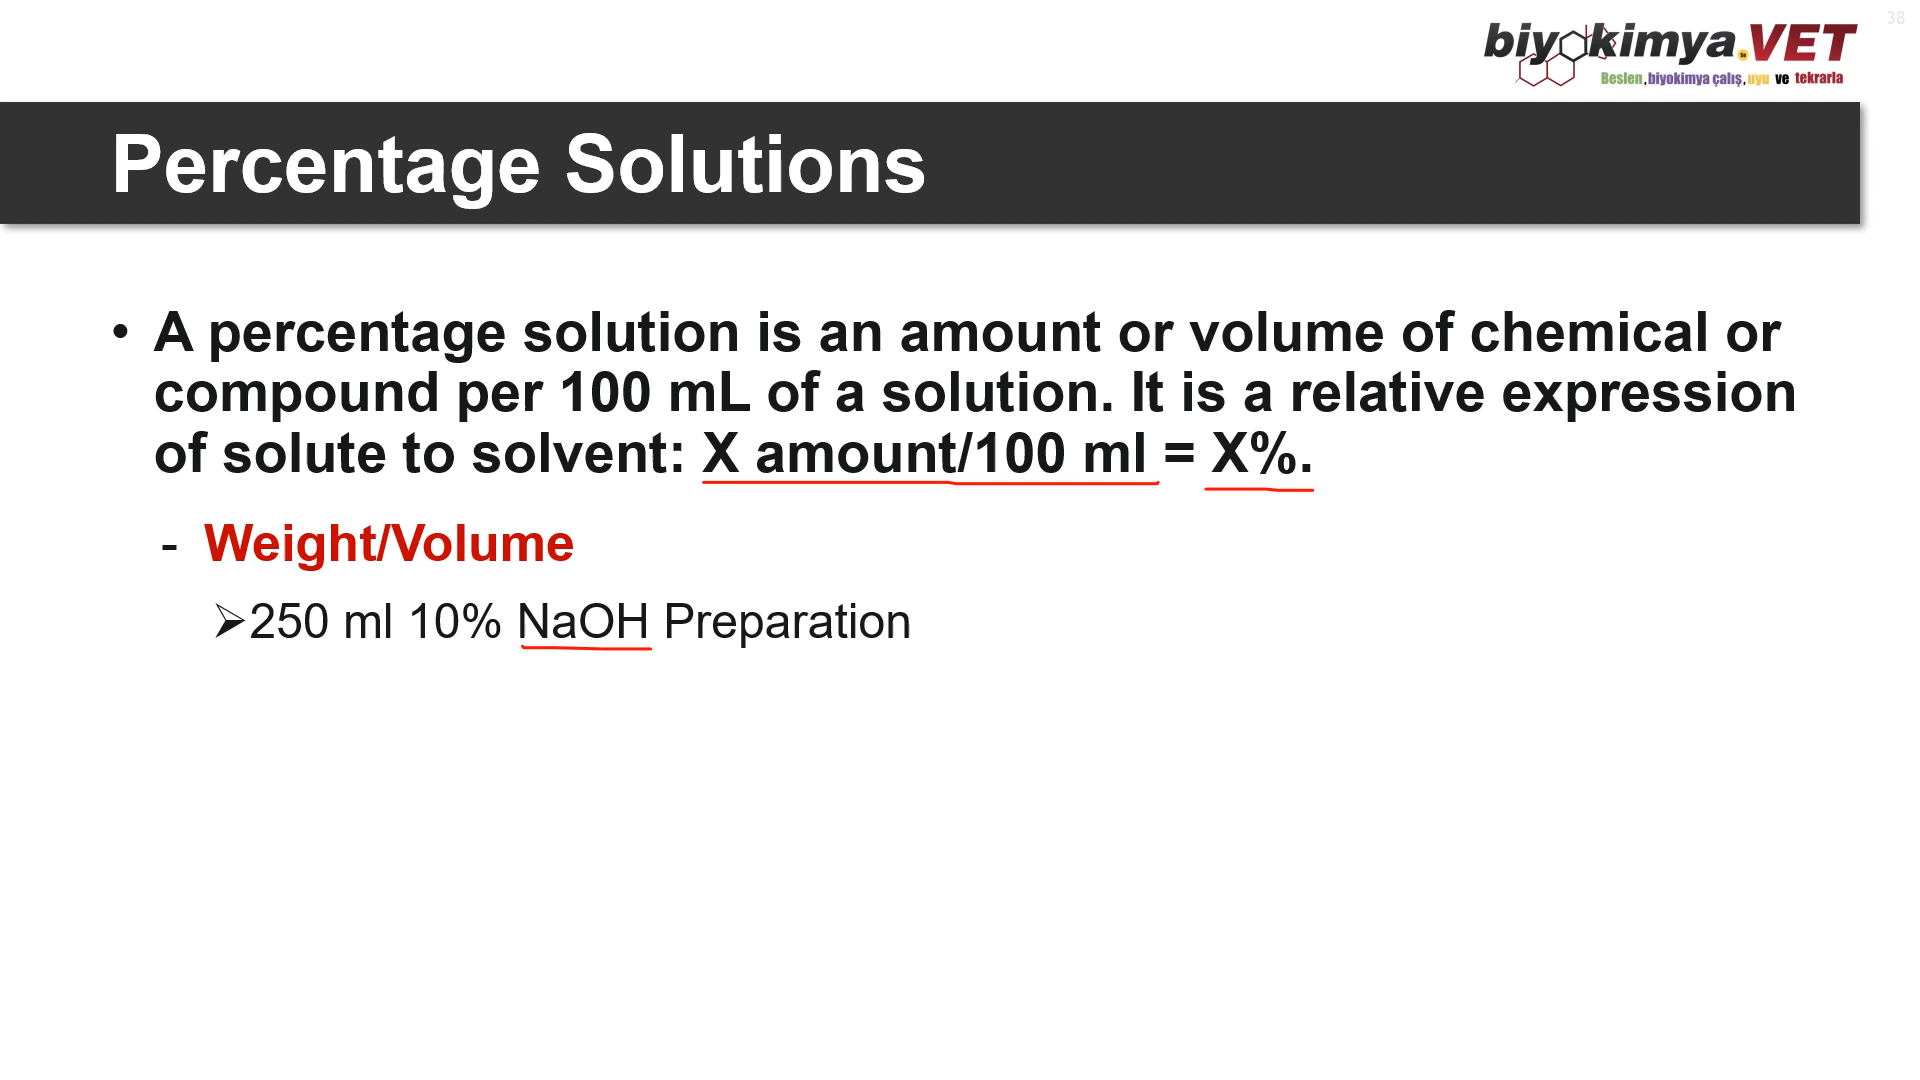 38
biyokimya.VET
Beslen, biyokimya çalış, uyu ve tekrarla
Percentage Solutions
• A percentage solution is an amount or volume of chemical or
compound per 100 mL of a solution. It is a relative expression
of solute to solvent: X amount/100 ml = X%.
- Weight/Volume
➢250 ml 10% NaOH Preparation